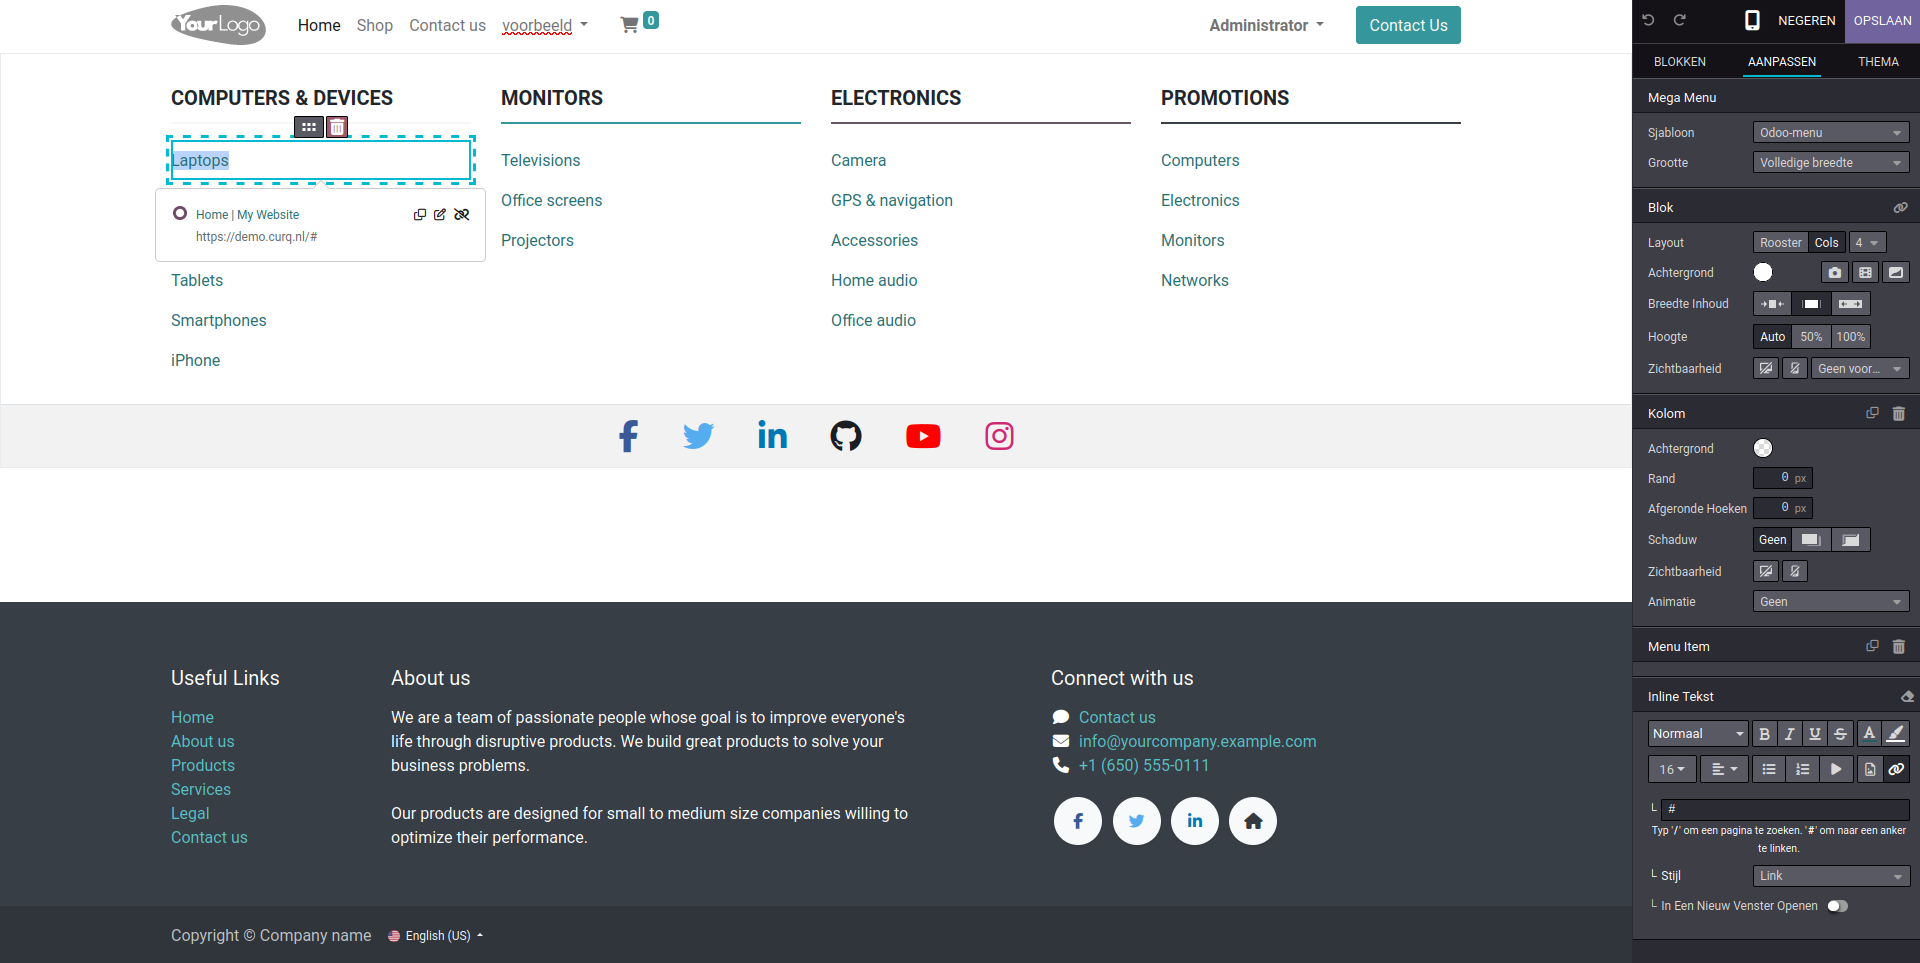 YourLogo
Home
Shop
Contact us
voorbeeld
0
Administrator
Contact Us
COMPUTERS & DEVICES
Laptops
Home | My Website
https://demo.curq.nl/#
Tablets
Smartphones
iPhone
MONITORS
Televisions
Office screens
Projectors
ELECTRONICS
Camera
GPS & navigation
Accessories
Home audio
Office audio
PROMOTIONS
Computers
Electronics
Monitors
Networks
Useful Links
Home
About us
Products
Services
Legal
Contact us
About us
We are a team of passionate people whose goal is to improve everyone's
life through disruptive products. We build great products to solve your
business problems.
Our products are designed for small to medium size companies willing to
optimize their performance.
Connect with us
Contact us
info@yourcompany.example.com
+1 (650) 555-0111
Copyright © Company name
English (US)
NEGEREN
OPSLAAN
BLOKKEN
AANPASSEN
THEMA
Mega Menu
Sjabloon Odoo-menu
Grootte Volledige breedte
Blok
Layout Rooster Cols 4
Achtergrond
Breedte Inhoud
Hoogte Auto 50% 100%
Zichtbaarheid Geen voor...
Kolom
Achtergrond
Rand 0 px
Afgeronde Hoeken 0 px
Schaduw Geen
Zichtbaarheid
Animatie Geen
Menu Item
Inline Tekst
Normaal B I U S A
16
└ #
Typ '/' om een pagina te zoeken. '#' om naar een anker
te linken.
└ Stijl Link
└ In Een Nieuw Venster Openen